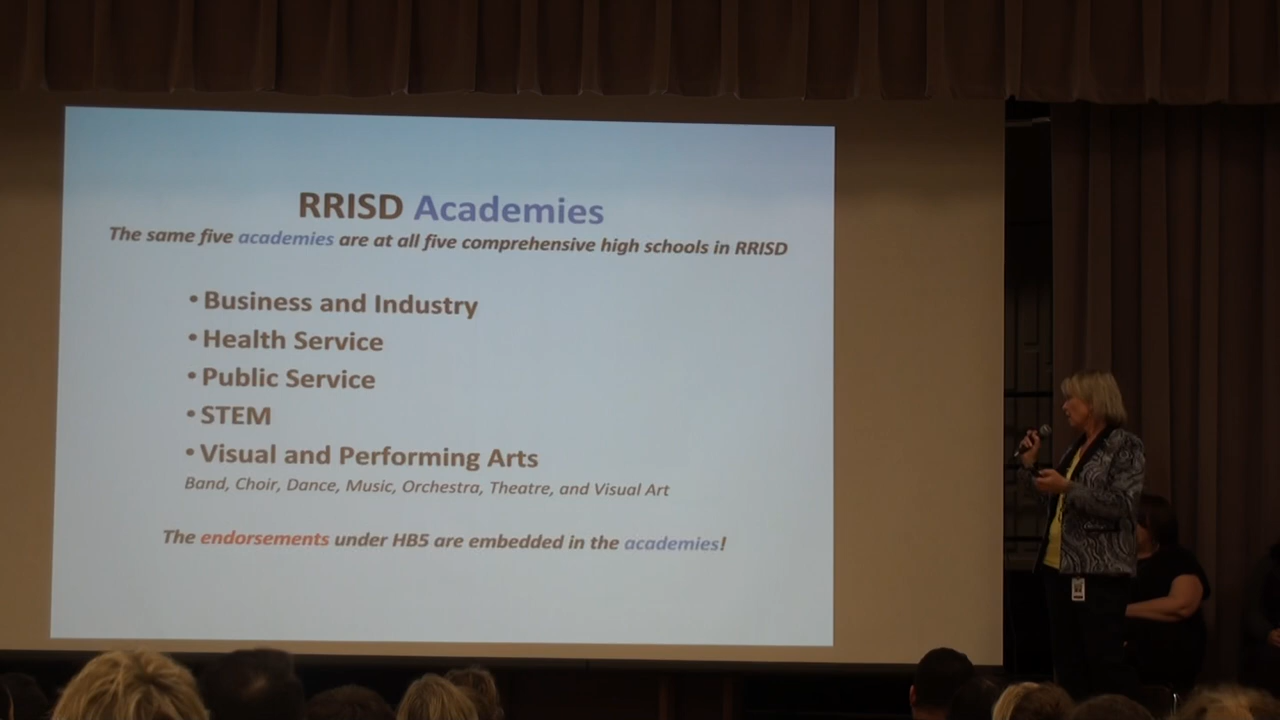 RRISD Academies
The same five academies are at all five comprehensive high schools in RRISD
• Business and Industry
• Health Service
• Public Service
• STEM
• Visual and Performing Arts
Band, Choir, Dance, Music, Orchestra, Theatre, and Visual Art
The endorsements under HB5 are embedded in the academies!